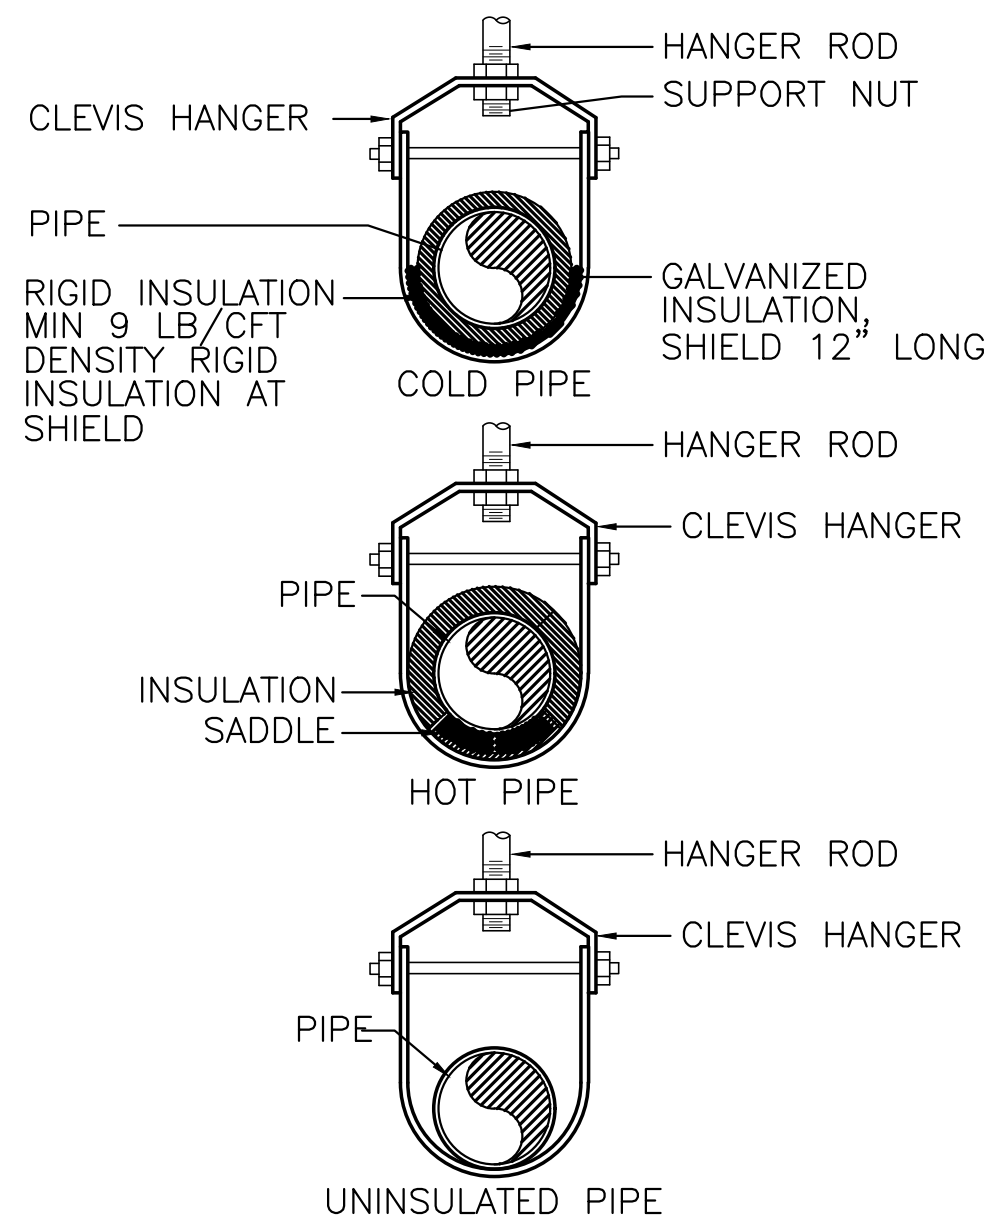 HANGER ROD
SUPPORT NUT
CLEVIS HANGER
PIPE
RIGID INSULATION
MIN 9 LB/CFT
DENSITY RIGID
INSULATION AT
SHIELD
GALVANIZED
INSULATION,
SHIELD 12” LONG
COLD PIPE
HANGER ROD
CLEVIS HANGER
PIPE
INSULATION
SADDLE
HOT PIPE
HANGER ROD
CLEVIS HANGER
PIPE
UNINSULATED PIPE